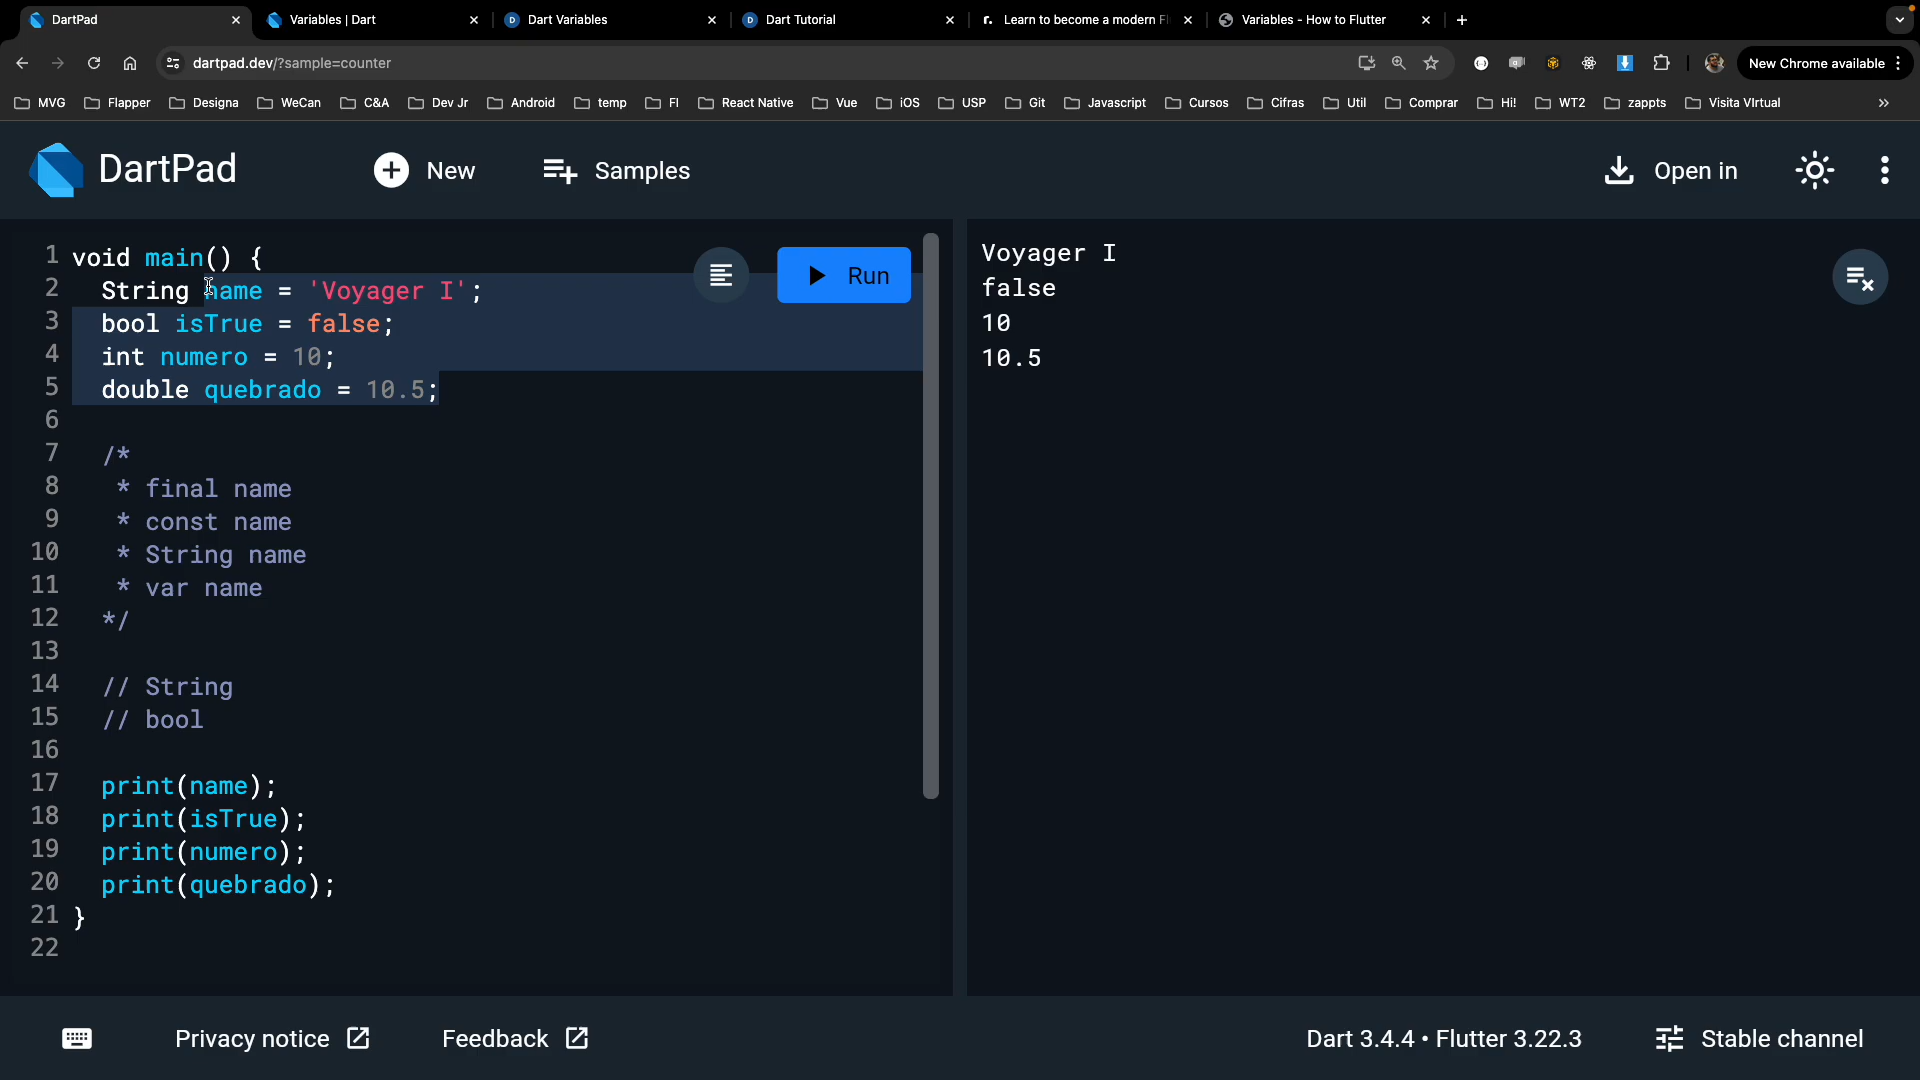 DartPad
Variables | Dart
Dart Variables
Dart Tutorial
Learn to become a modern Fl
Variables - How to Flutter
dartpad.dev/?sample=counter
New Chrome available
MVG
Flapper
Designa
WeCan
C&A
Dev Jr
Android
temp
Fl
React Native
Vue
iOS
USP
Git
Javascript
Cursos
Cifras
Util
Comprar
Hi!
WT2
zappts
Visita VIrtual
DartPad
New
Samples
Open in
1 void main() {
2 String name = 'Voyager I';
3 bool isTrue = false;
4 int numero = 10;
5 double quebrado = 10.5;
6
7 /*
8 * final name
9 * const name
10 * String name
11 * var name
12 */
13
14 // String
15 // bool
16
17 print(name);
18 print(isTrue);
19 print(numero);
20 print(quebrado);
21 }
22
Run
Voyager I
false
10
10.5
Privacy notice
Feedback
Dart 3.4.4 • Flutter 3.22.3
Stable channel